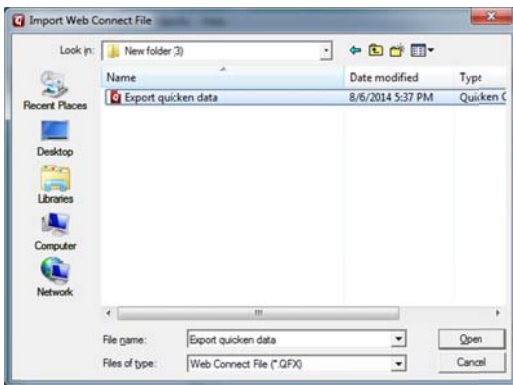 Import Web Connect File
Look in: New folder (3)
Name Date modified Type
Export quicken data 8/6/2014 5:37 PM Quicken C
Recent Places
Desktop
Libraries
Computer
Network
File name: Export quicken data Open
Files of type: Web Connect File (*.QFX) Cancel